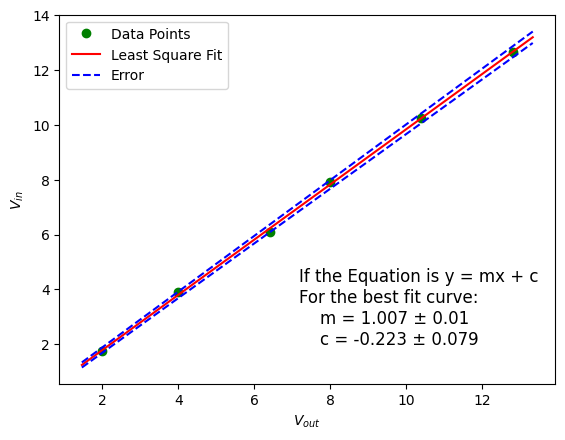 14
12
10
8
6
4
2
2
4
6
8
10
12
V_in
V_out
Data Points
Least Square Fit
Error
If the Equation is y = mx + c
For the best fit curve:
m = 1.007 ± 0.01
c = -0.223 ± 0.079